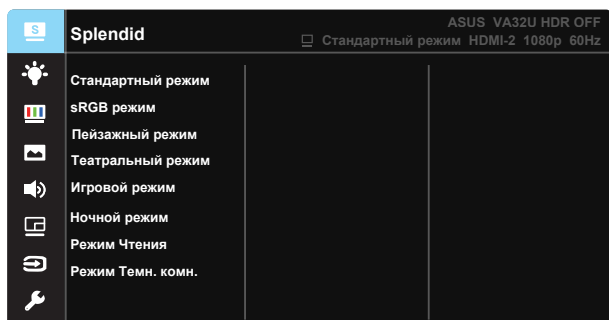 S
Splendid
ASUS VA32U HDR OFF
Стандартный режим HDMI-2 1080p 60Hz
Стандартный режим
sRGB режим
Пейзажный режим
Театральный режим
Игровой режим
Ночной режим
Режим Чтения
Режим Темн. комн.